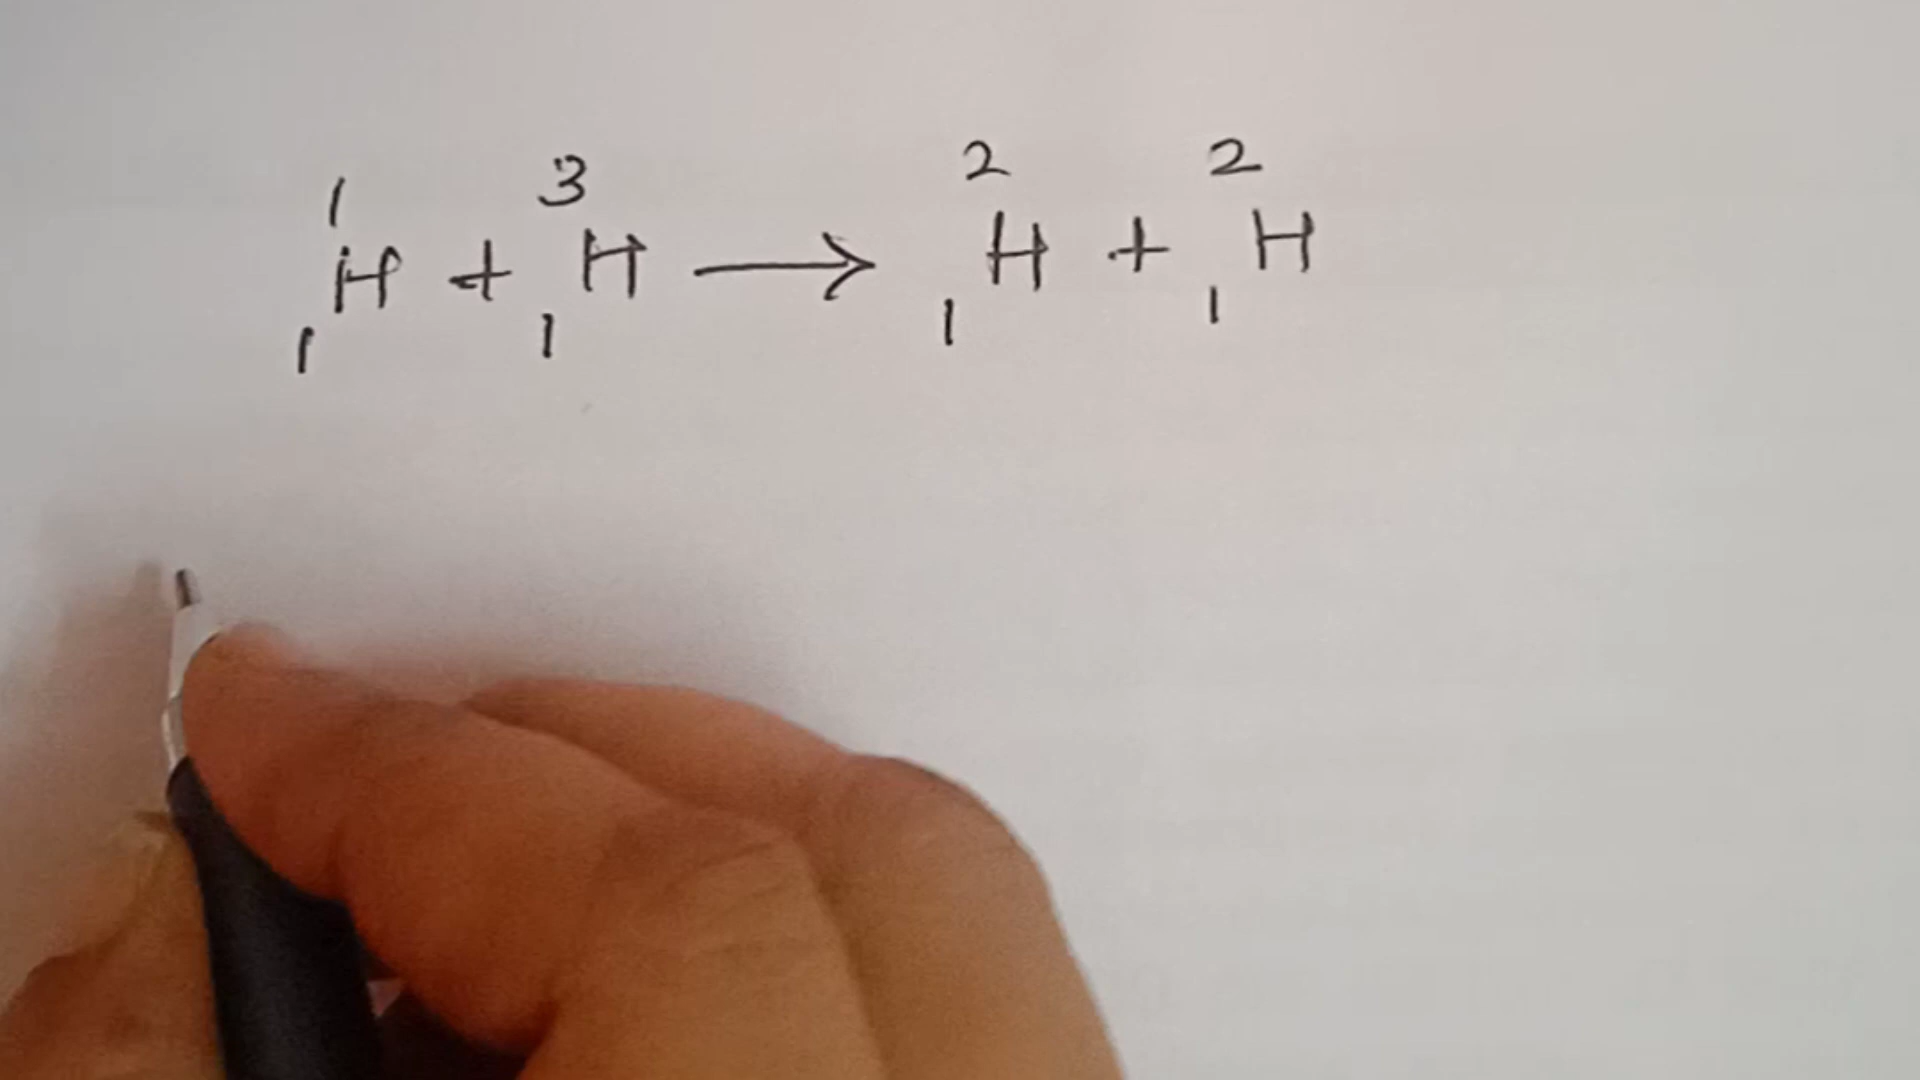 ¹₁H + ³₁H ⟶ ²₁H + ²₁H